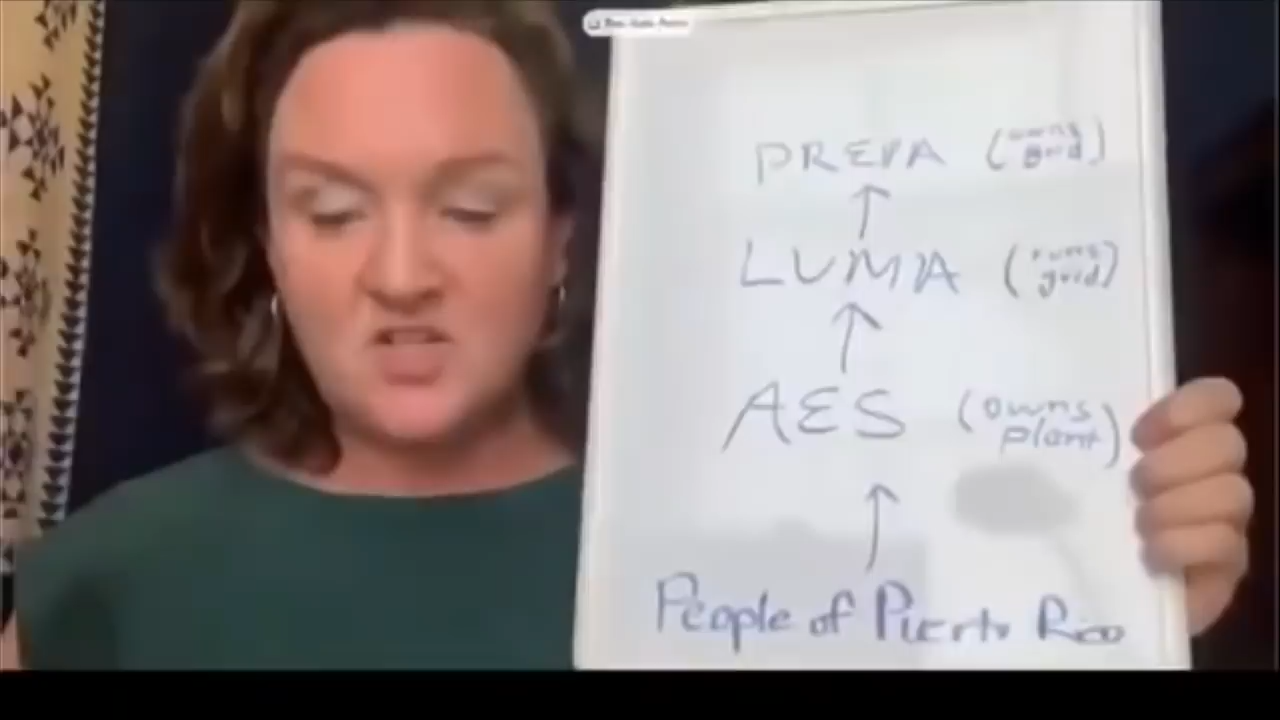 PREPA (owns
grid)
↑
LUMA (runs
grid)
↑
AES (owns
plant)
↑
People of Puerto Rico